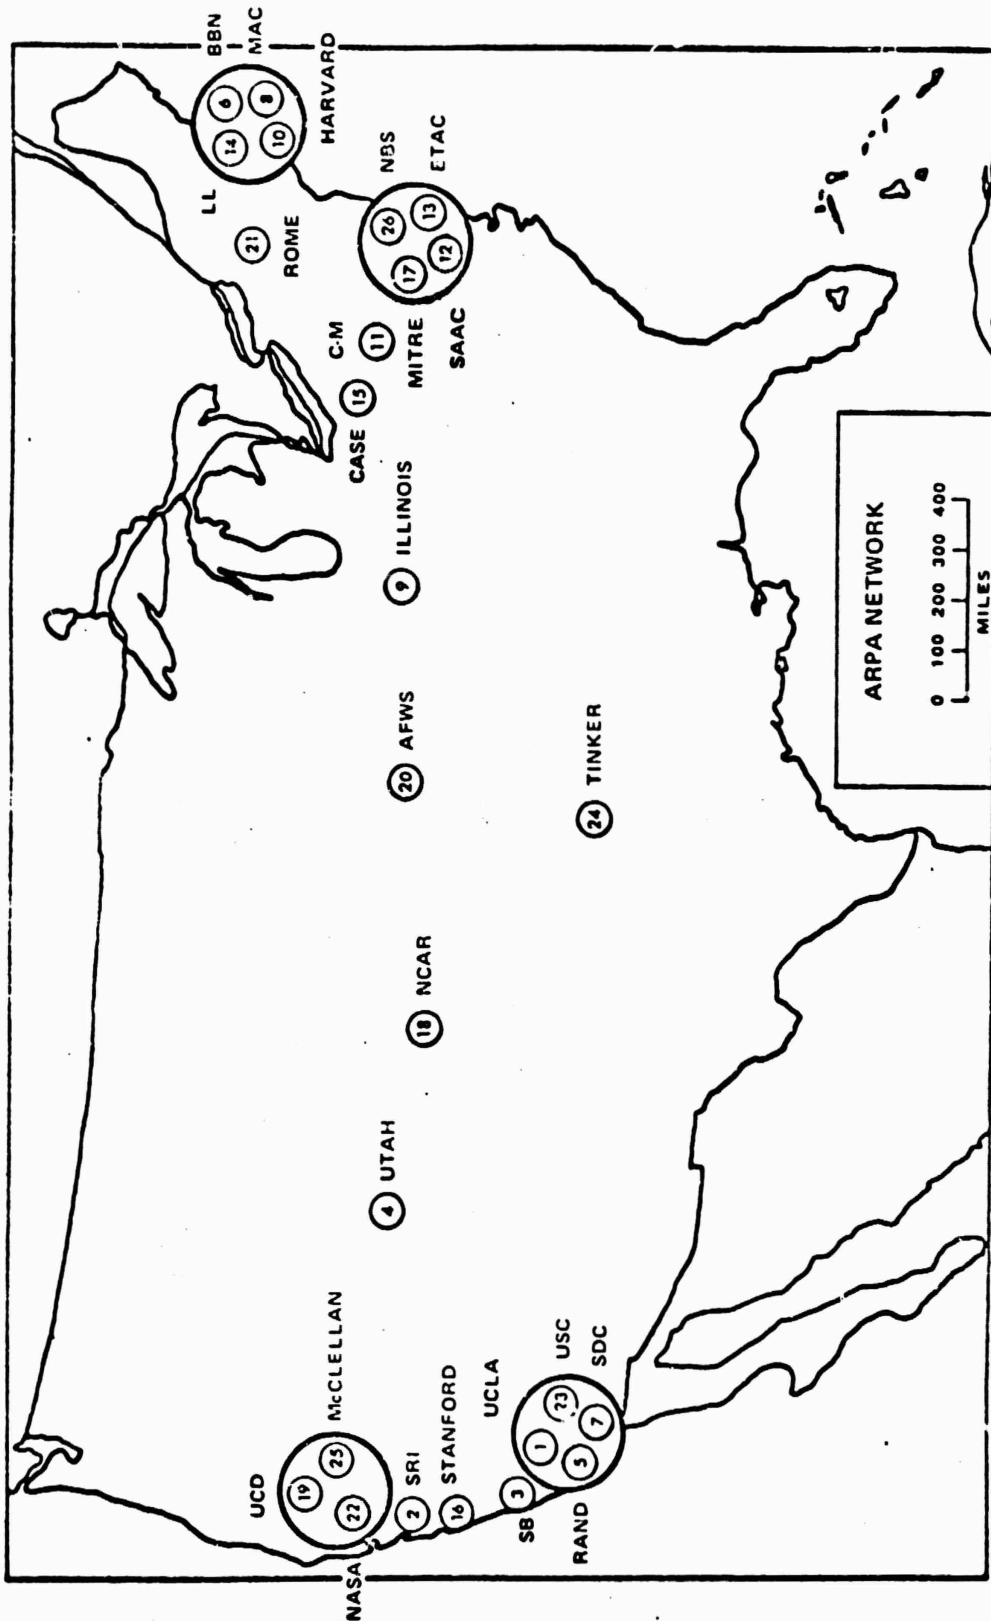 UCD
19
25
22
McCLELLAN
NASA
2 SRI
16 STANFORD
3
SB
UCLA
1
23
5
7
USC
SDC
RAND
4 UTAH
18 NCAR
20 AFWS
24 TINKER
9 ILLINOIS
CASE
15
C-M
11
MITRE
ROME
21
LL
14
6
10
8
BBN
MAC
HARVARD
NBS
ETAC
26
13
17
12
SAAC
ARPA NETWORK
0 100 200 300 400
MILES